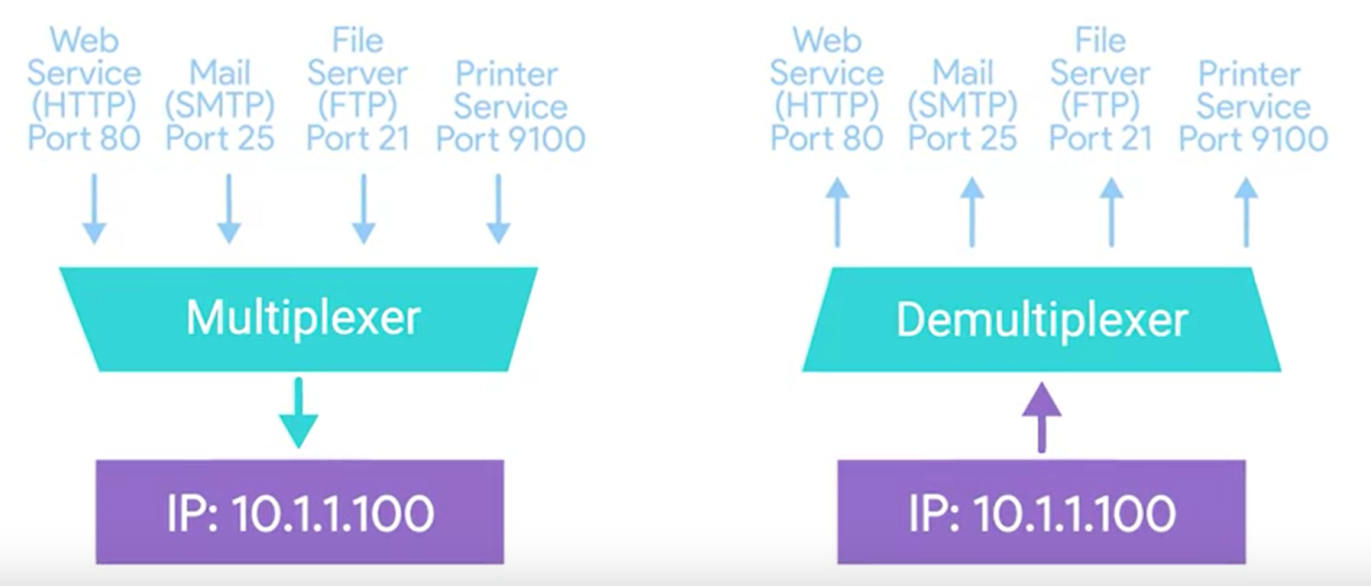 Web
Service
(HTTP)
Port 80
Mail
(SMTP)
Port 25
File
Server
(FTP)
Port 21
Printer
Service
Port 9100
Multiplexer
IP: 10.1.1.100
Web
Service
(HTTP)
Port 80
Mail
(SMTP)
Port 25
File
Server
(FTP)
Port 21
Printer
Service
Port 9100
Demultiplexer
IP: 10.1.1.100